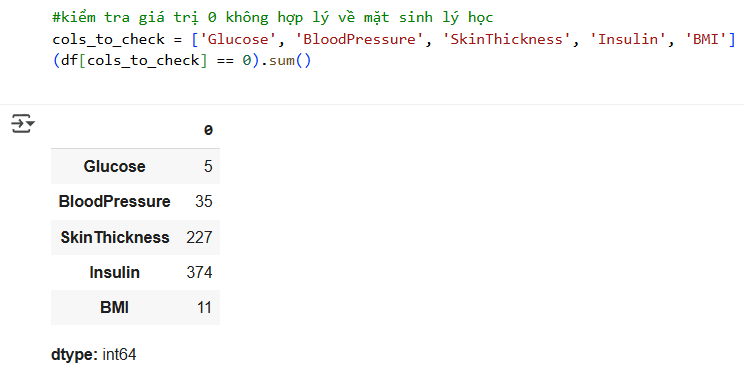 #kiểm tra giá trị 0 không hợp lý về mặt sinh lý học
cols_to_check = ['Glucose', 'BloodPressure', 'SkinThickness', 'Insulin', 'BMI']
(df[cols_to_check] == 0).sum()
0
Glucose 5
BloodPressure 35
SkinThickness 227
Insulin 374
BMI 11
dtype: int64